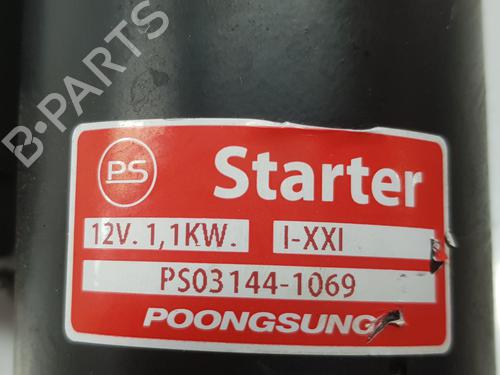 B-PARTS
PS
Starter
12V. 1,1KW.
I-XXI
PS03144-1069
POONGSUNG